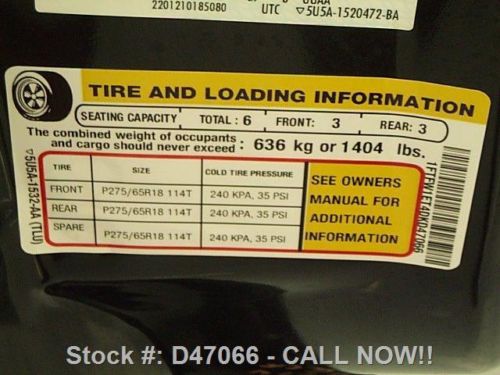 2201210185080
UTC ▽5U5A-1520472-BA
TIRE AND LOADING INFORMATION
SEATING CAPACITY TOTAL : 6 FRONT: 3 REAR: 3
The combined weight of occupants
and cargo should never exceed : 636 kg or 1404 lbs.
TIRE SIZE COLD TIRE PRESSURE
FRONT P275/65R18 114T 240 KPA, 35 PSI
REAR P275/65R18 114T 240 KPA, 35 PSI
SPARE P275/65R18 114T 240 KPA, 35 PSI
SEE OWNERS
MANUAL FOR
ADDITIONAL
INFORMATION
▽5U5A-1532-AA (TLU)
Stock #: D47066 - CALL NOW!!